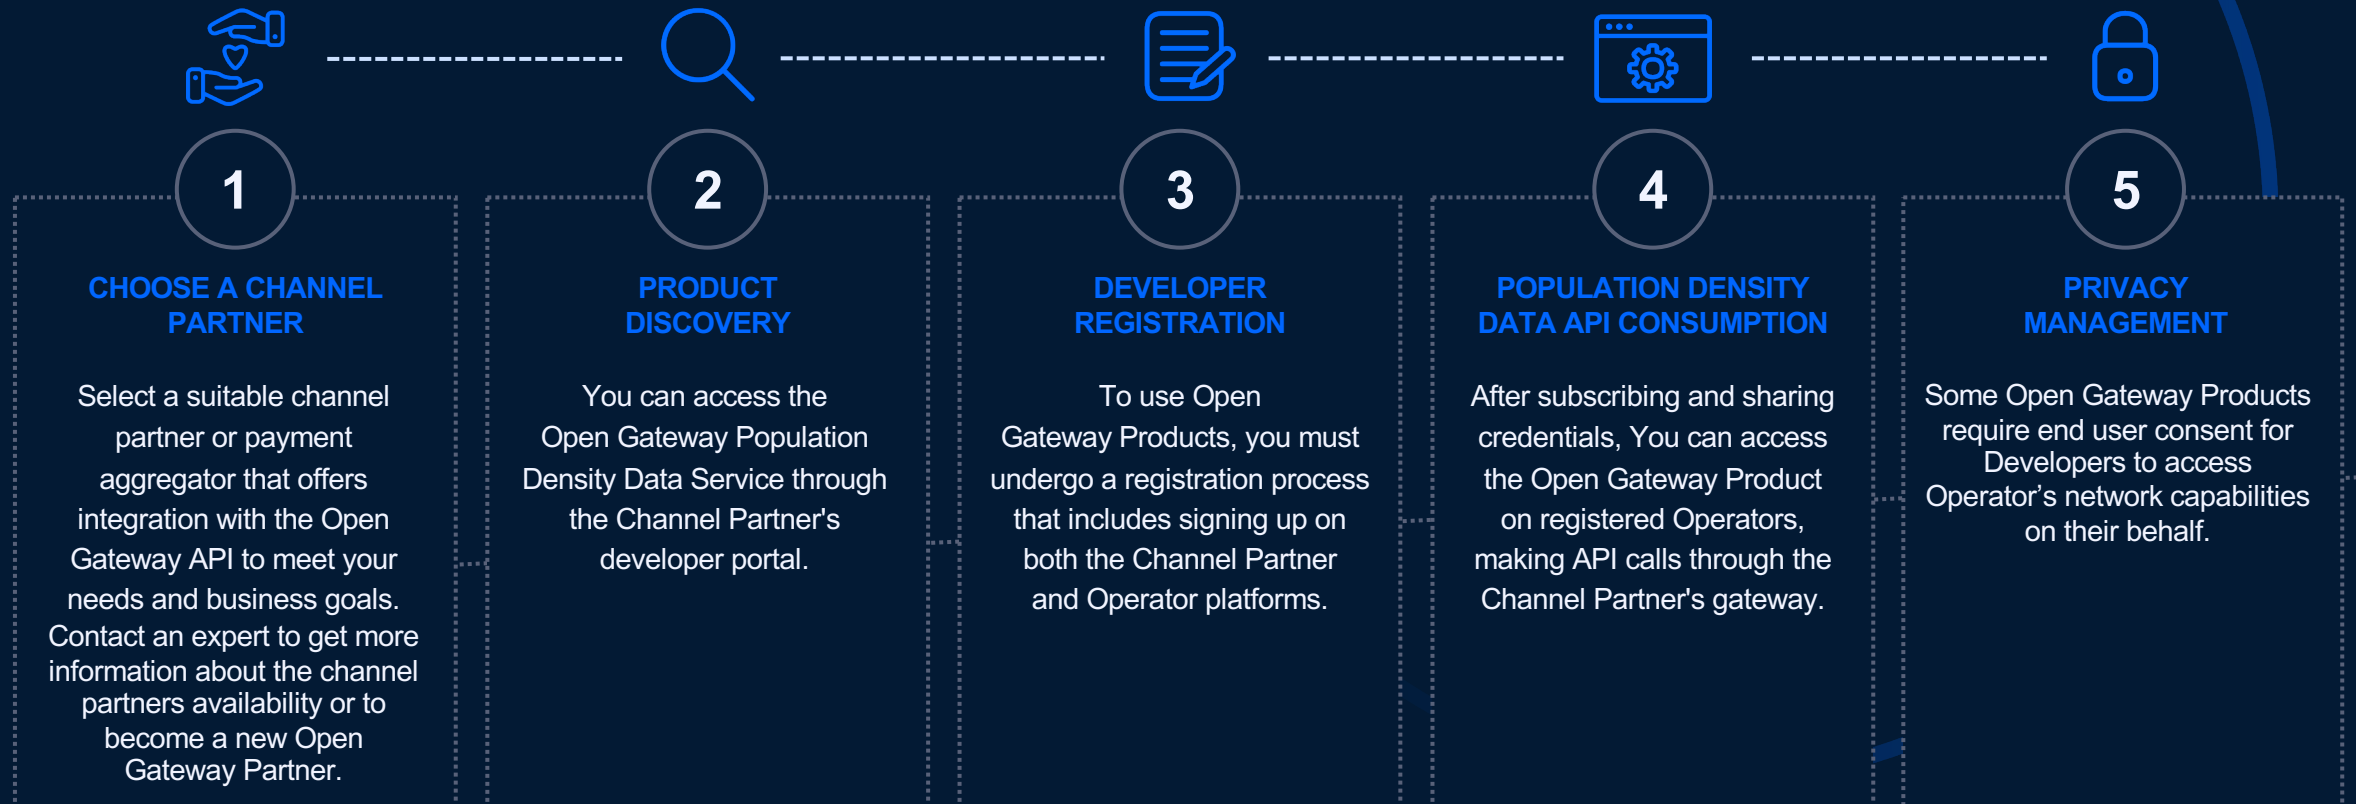 1
CHOOSE A CHANNEL
PARTNER
Select a suitable channel
partner or payment
aggregator that offers
integration with the Open
Gateway API to meet your
needs and business goals.
Contact an expert to get more
information about the channel
partners availability or to
become a new Open
Gateway Partner.
2
PRODUCT
DISCOVERY
You can access the
Open Gateway Population
Density Data Service through
the Channel Partner's
developer portal.
3
DEVELOPER
REGISTRATION
To use Open
Gateway Products, you must
undergo a registration process
that includes signing up on
both the Channel Partner
and Operator platforms.
4
POPULATION DENSITY
DATA API CONSUMPTION
After subscribing and sharing
credentials, You can access
the Open Gateway Product
on registered Operators,
making API calls through the
Channel Partner's gateway.
5
PRIVACY
MANAGEMENT
Some Open Gateway Products
require end user consent for
Developers to access
Operator’s network capabilities
on their behalf.